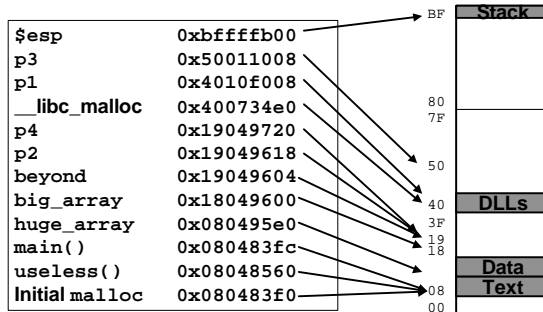 $esp 0xbffffb00
p3 0x50011008
p1 0x4010f008
__libc_malloc 0x400734e0
p4 0x19049720
p2 0x19049618
beyond 0x19049604
big_array 0x18049600
huge_array 0x080495e0
main() 0x080483fc
useless() 0x08048560
Initial malloc 0x080483f0
BF Stack
80
7F
50
40 DLLs
3F
19
18
Data
08 Text
00